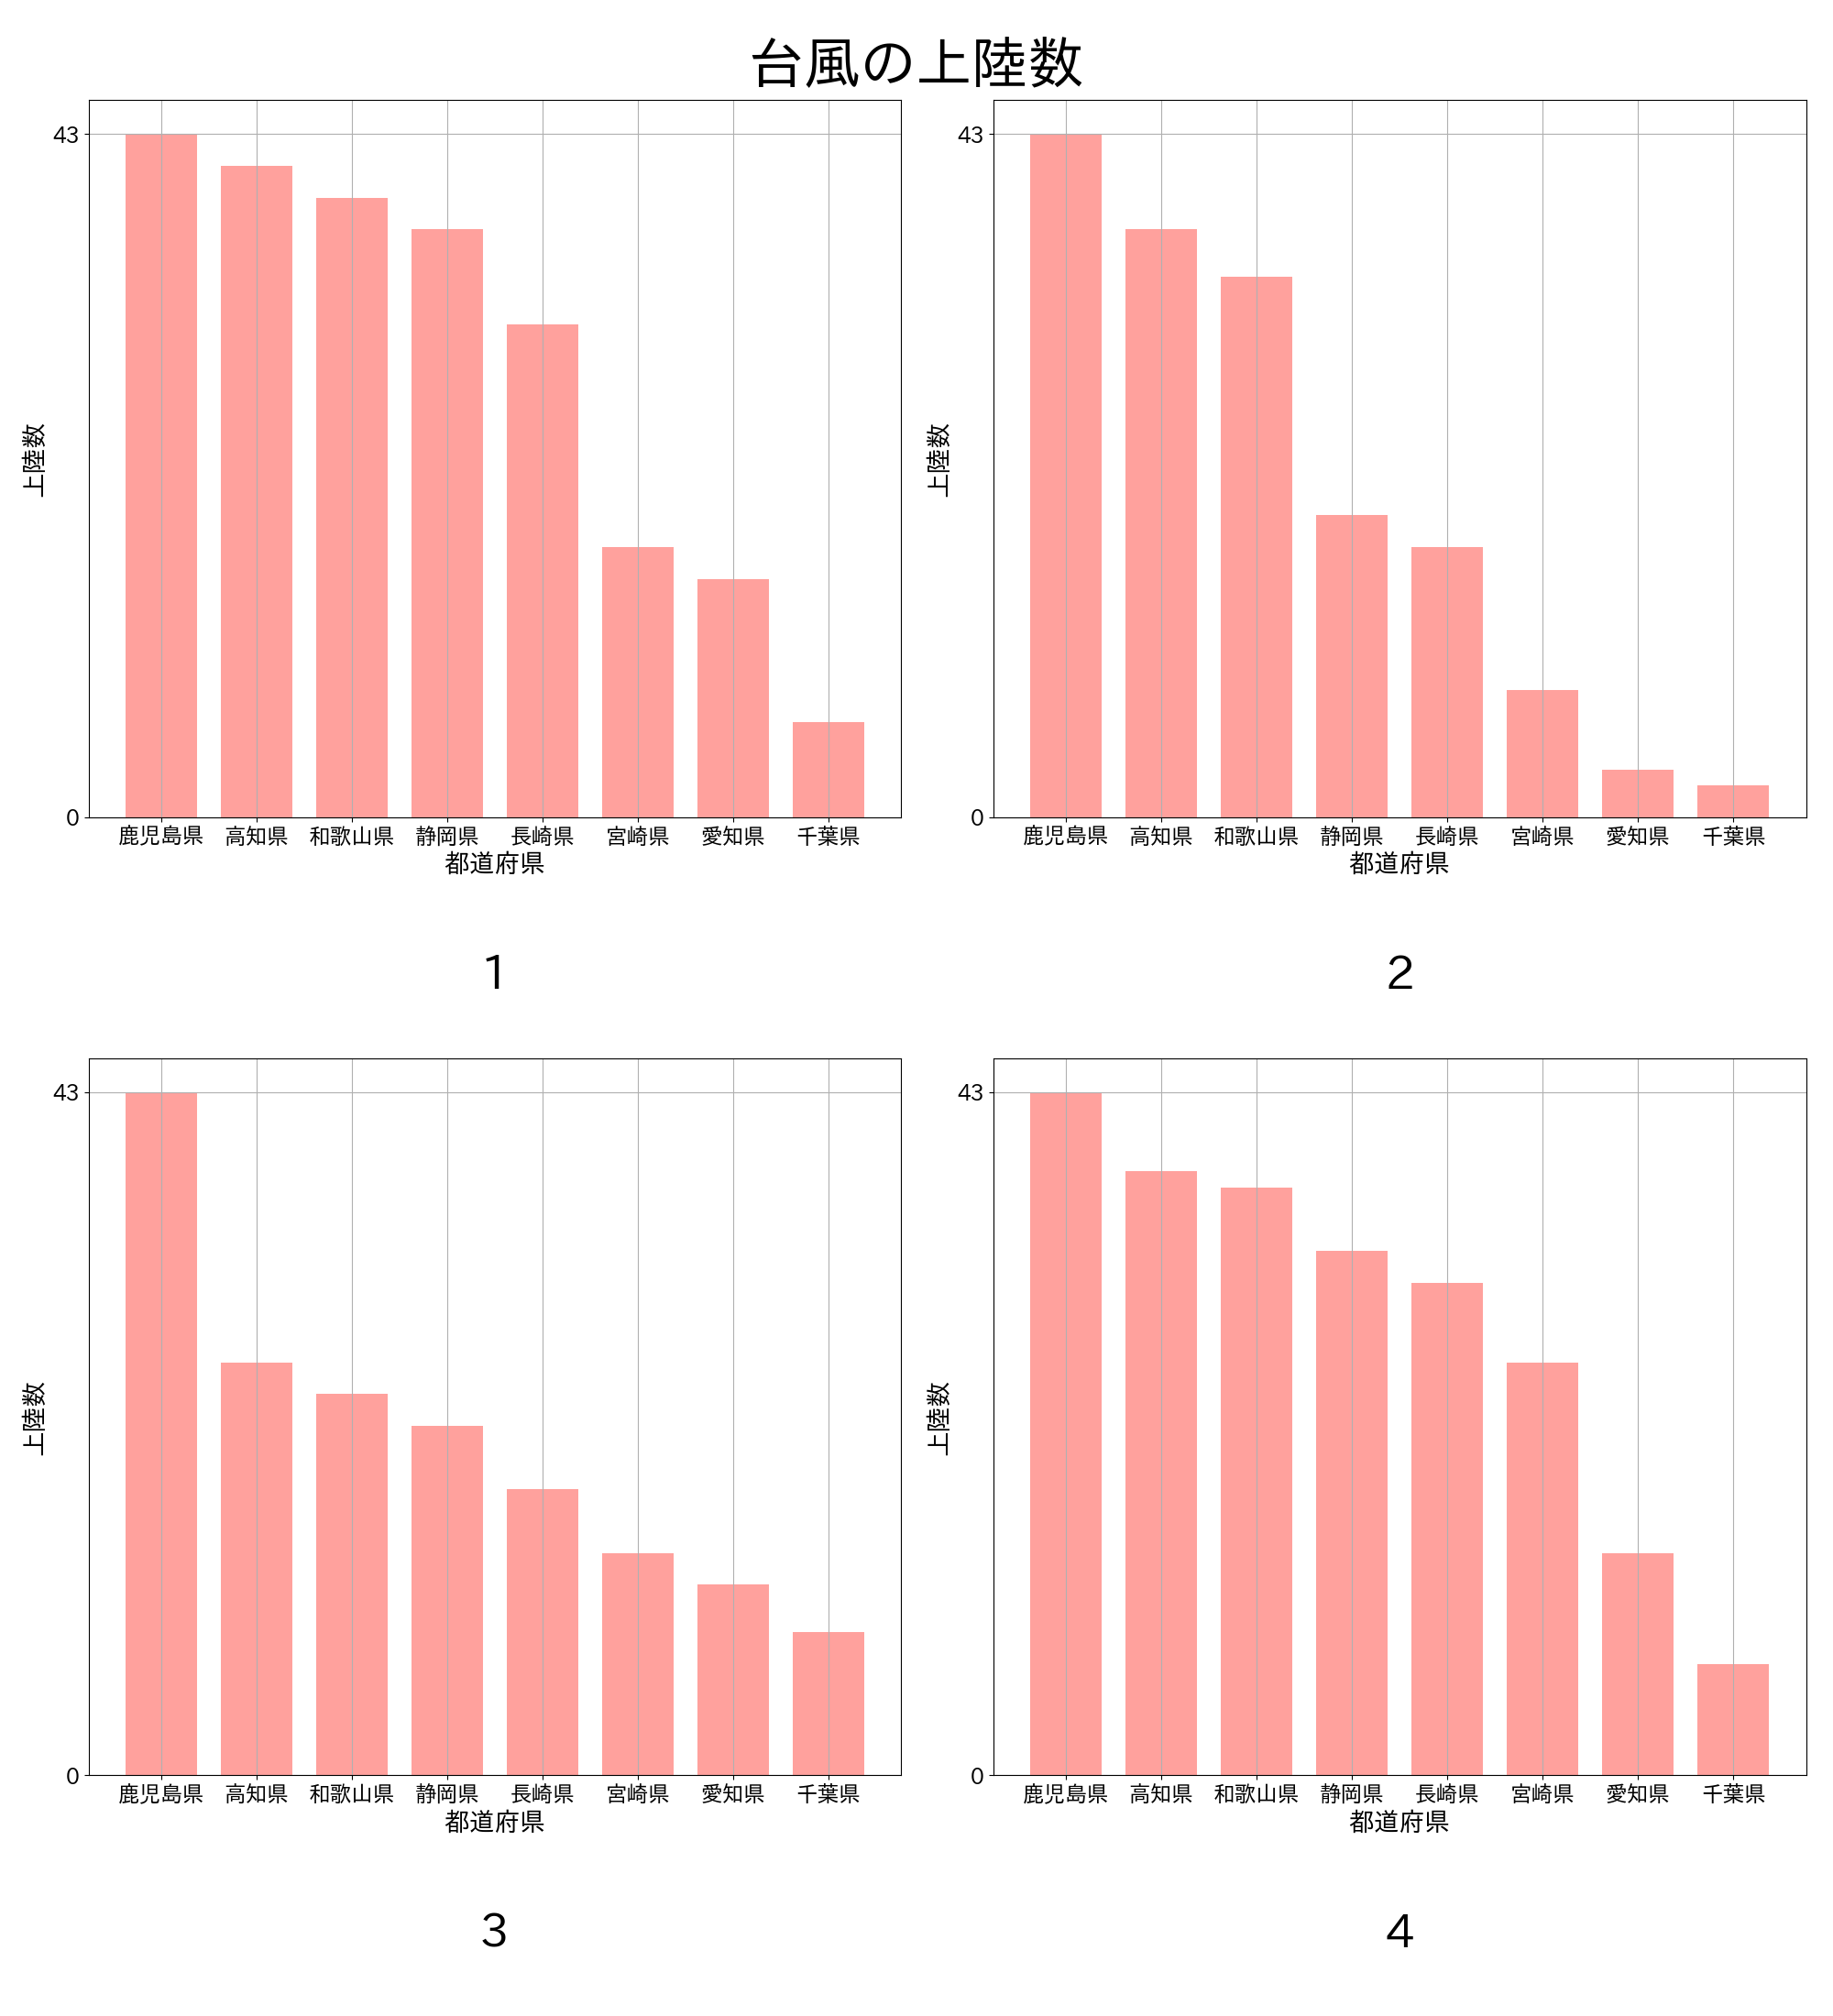 台風の上陸数
43
0
上陸数
鹿児島県 高知県 和歌山県 静岡県 長崎県 宮崎県 愛知県 千葉県
都道府県
1
43
0
上陸数
鹿児島県 高知県 和歌山県 静岡県 長崎県 宮崎県 愛知県 千葉県
都道府県
2
43
0
上陸数
鹿児島県 高知県 和歌山県 静岡県 長崎県 宮崎県 愛知県 千葉県
都道府県
3
43
0
上陸数
鹿児島県 高知県 和歌山県 静岡県 長崎県 宮崎県 愛知県 千葉県
都道府県
4